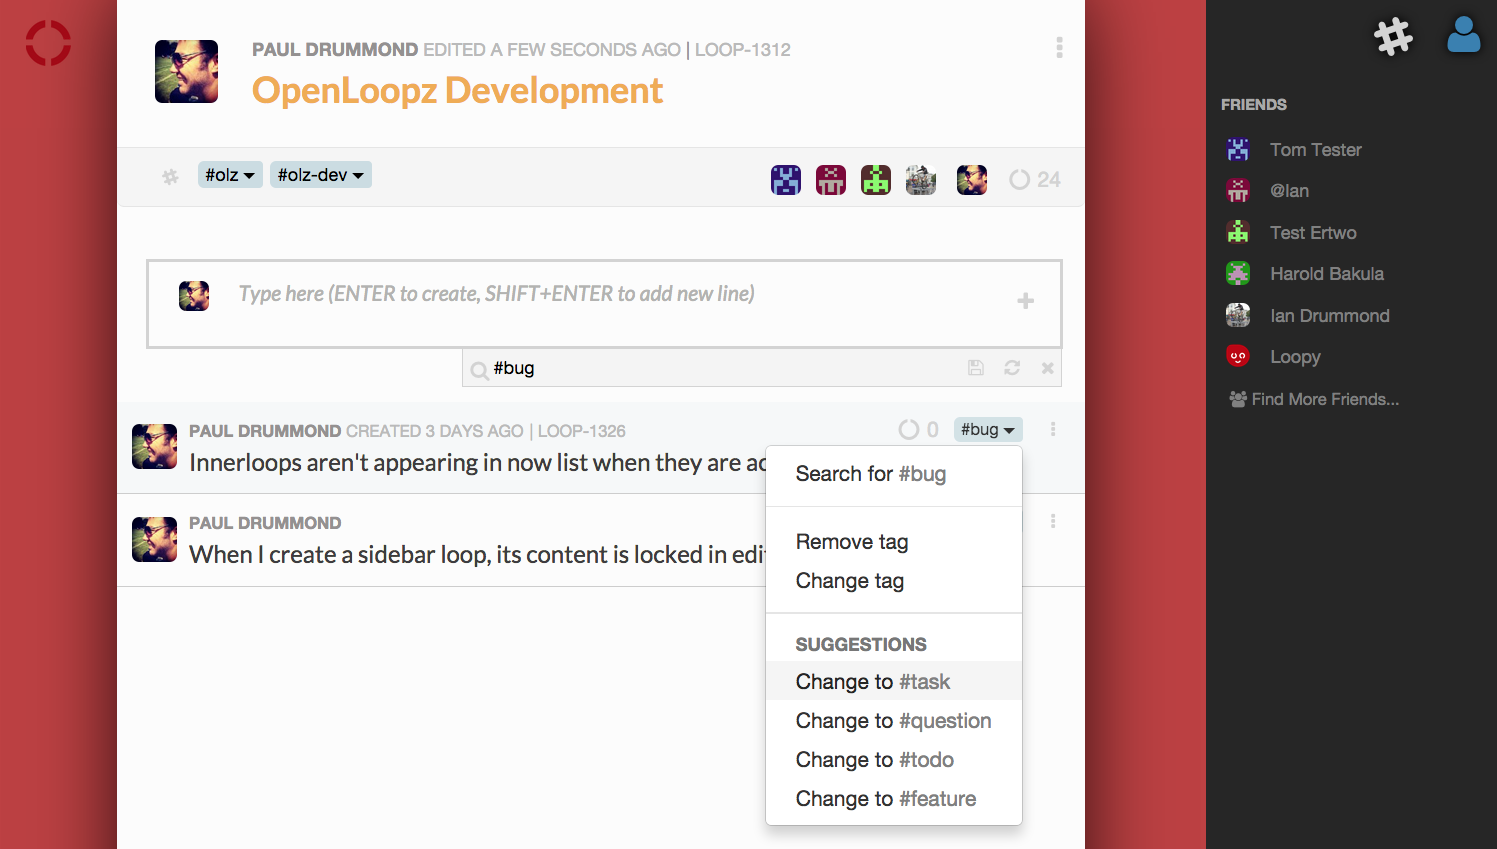 PAUL DRUMMOND EDITED A FEW SECONDS AGO | LOOP-1312
OpenLoopz Development
#olz #olz-dev 24
Type here (ENTER to create, SHIFT+ENTER to add new line)
#bug
PAUL DRUMMOND CREATED 3 DAYS AGO | LOOP-1326 0 #bug
Innerloops aren't appearing in now list when they are
PAUL DRUMMOND
When I create a sidebar loop, its content is locked in
Search for #bug
Remove tag
Change tag
SUGGESTIONS
Change to #task
Change to #question
Change to #todo
Change to #feature
FRIENDS
Tom Tester
@Ian
Test Ertwo
Harold Bakula
Ian Drummond
Loopy
Find More Friends...